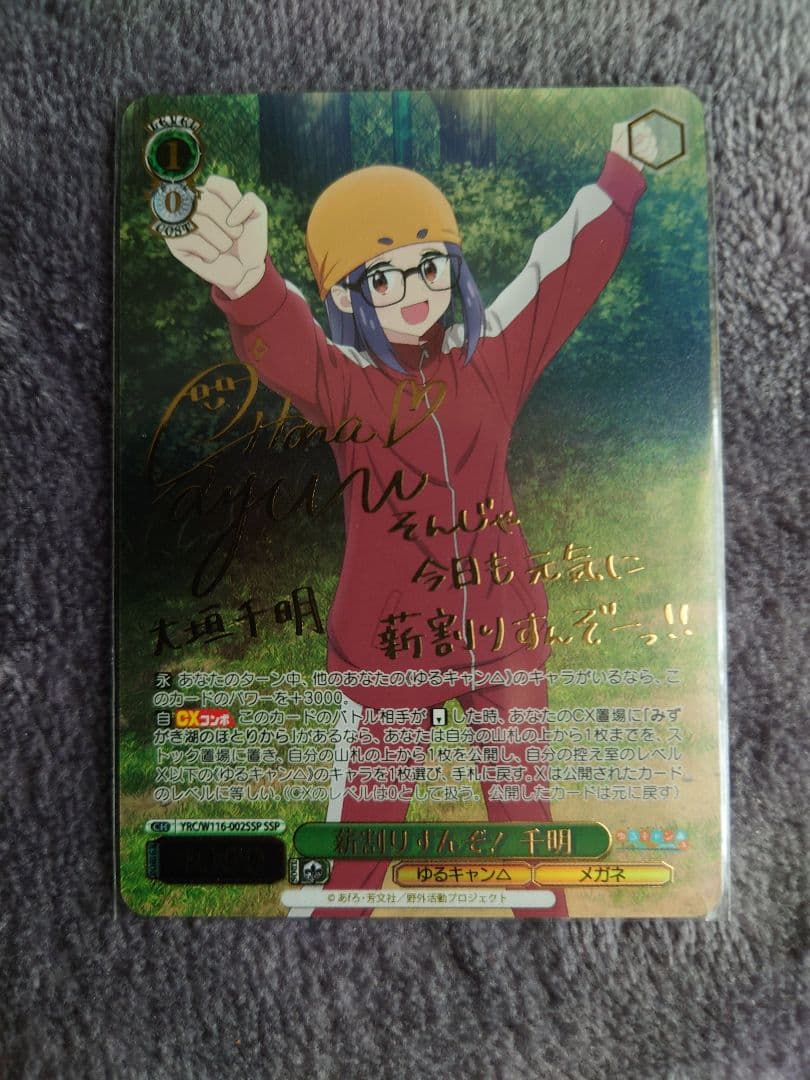 1
0
COST
Hara
ayumi
そんじゃ
今日も元気に
大垣千明
薪割りすんぞーっ!!
永 あなたのターン中、他のあなたの《ゆるキャン△》のキャラがいるなら、こ
のカードのパワーを+3000。
自 CXコンボ このカードのバトル相手が した時、あなたのCX置場に「みず
がき湖のほとりから」があるなら、あなたは自分の山札の上から1枚までを、ス
トック置場に置き、自分の山札の上から1枚を公開し、自分の控え室のレベル
X以下の《ゆるキャン△》のキャラを1枚選び、手札に戻す。Xは公開されたカード
のレベルに等しい。(CXのレベルは0として扱う。公開したカードは元に戻す)
CH YRC/W116-002SSP SSP
薪割りすんぞ! 千明
ゆるキャン△
ゆるキャン△ メガネ
©あfろ・芳文社/野外活動プロジェクト